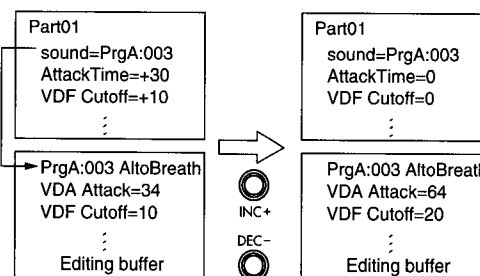 Part01
sound=PrgA:003
AttackTime=+30
VDF Cutoff=+10
PrgA:003 AltoBreath
VDA Attack=34
VDF Cutoff=10
Editing buffer
INC+
DEC-
Part01
sound=PrgA:003
AttackTime=0
VDF Cutoff=0
PrgA:003 AltoBreath
VDA Attack=64
VDF Cutoff=20
Editing buffer